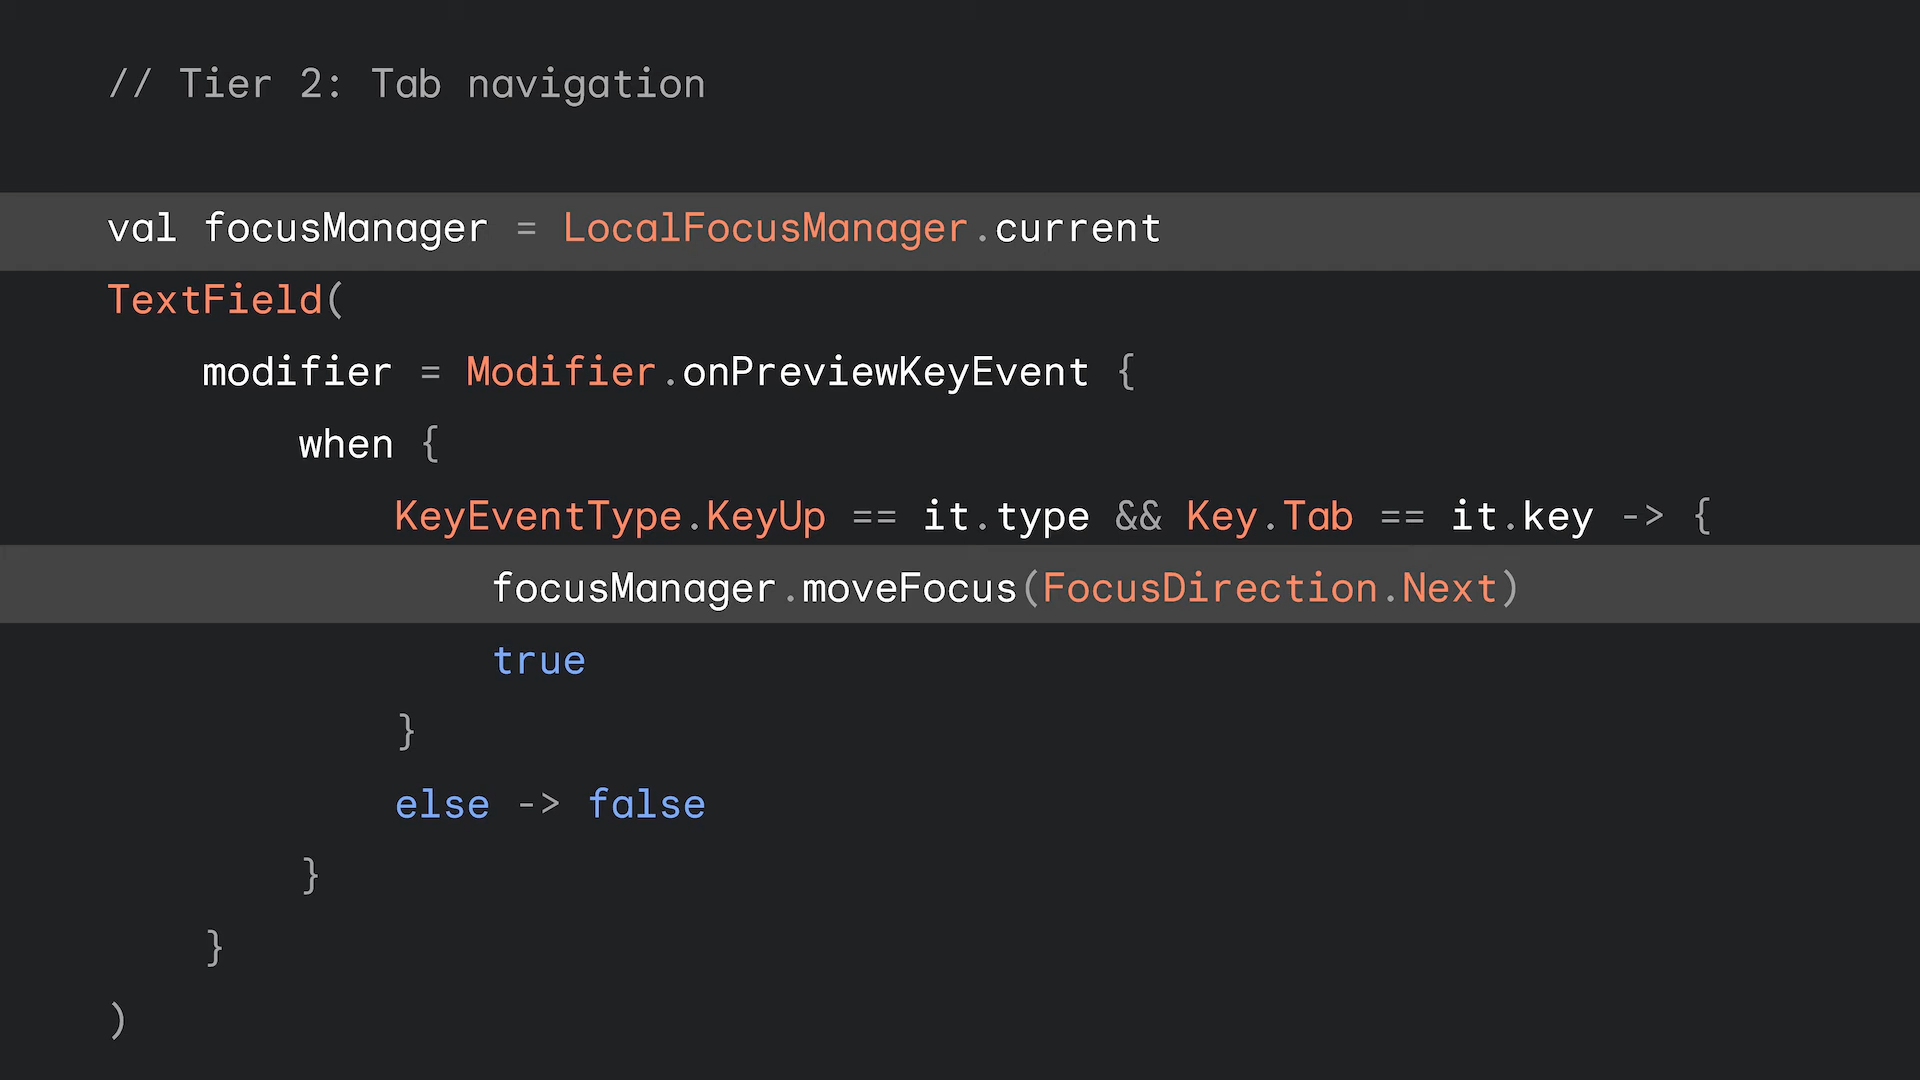 // Tier 2: Tab navigation
val focusManager = LocalFocusManager.current
TextField(
modifier = Modifier.onPreviewKeyEvent {
when {
KeyEventType.KeyUp == it.type && Key.Tab == it.key -> {
focusManager.moveFocus(FocusDirection.Next)
true
}
else -> false
}
}
)